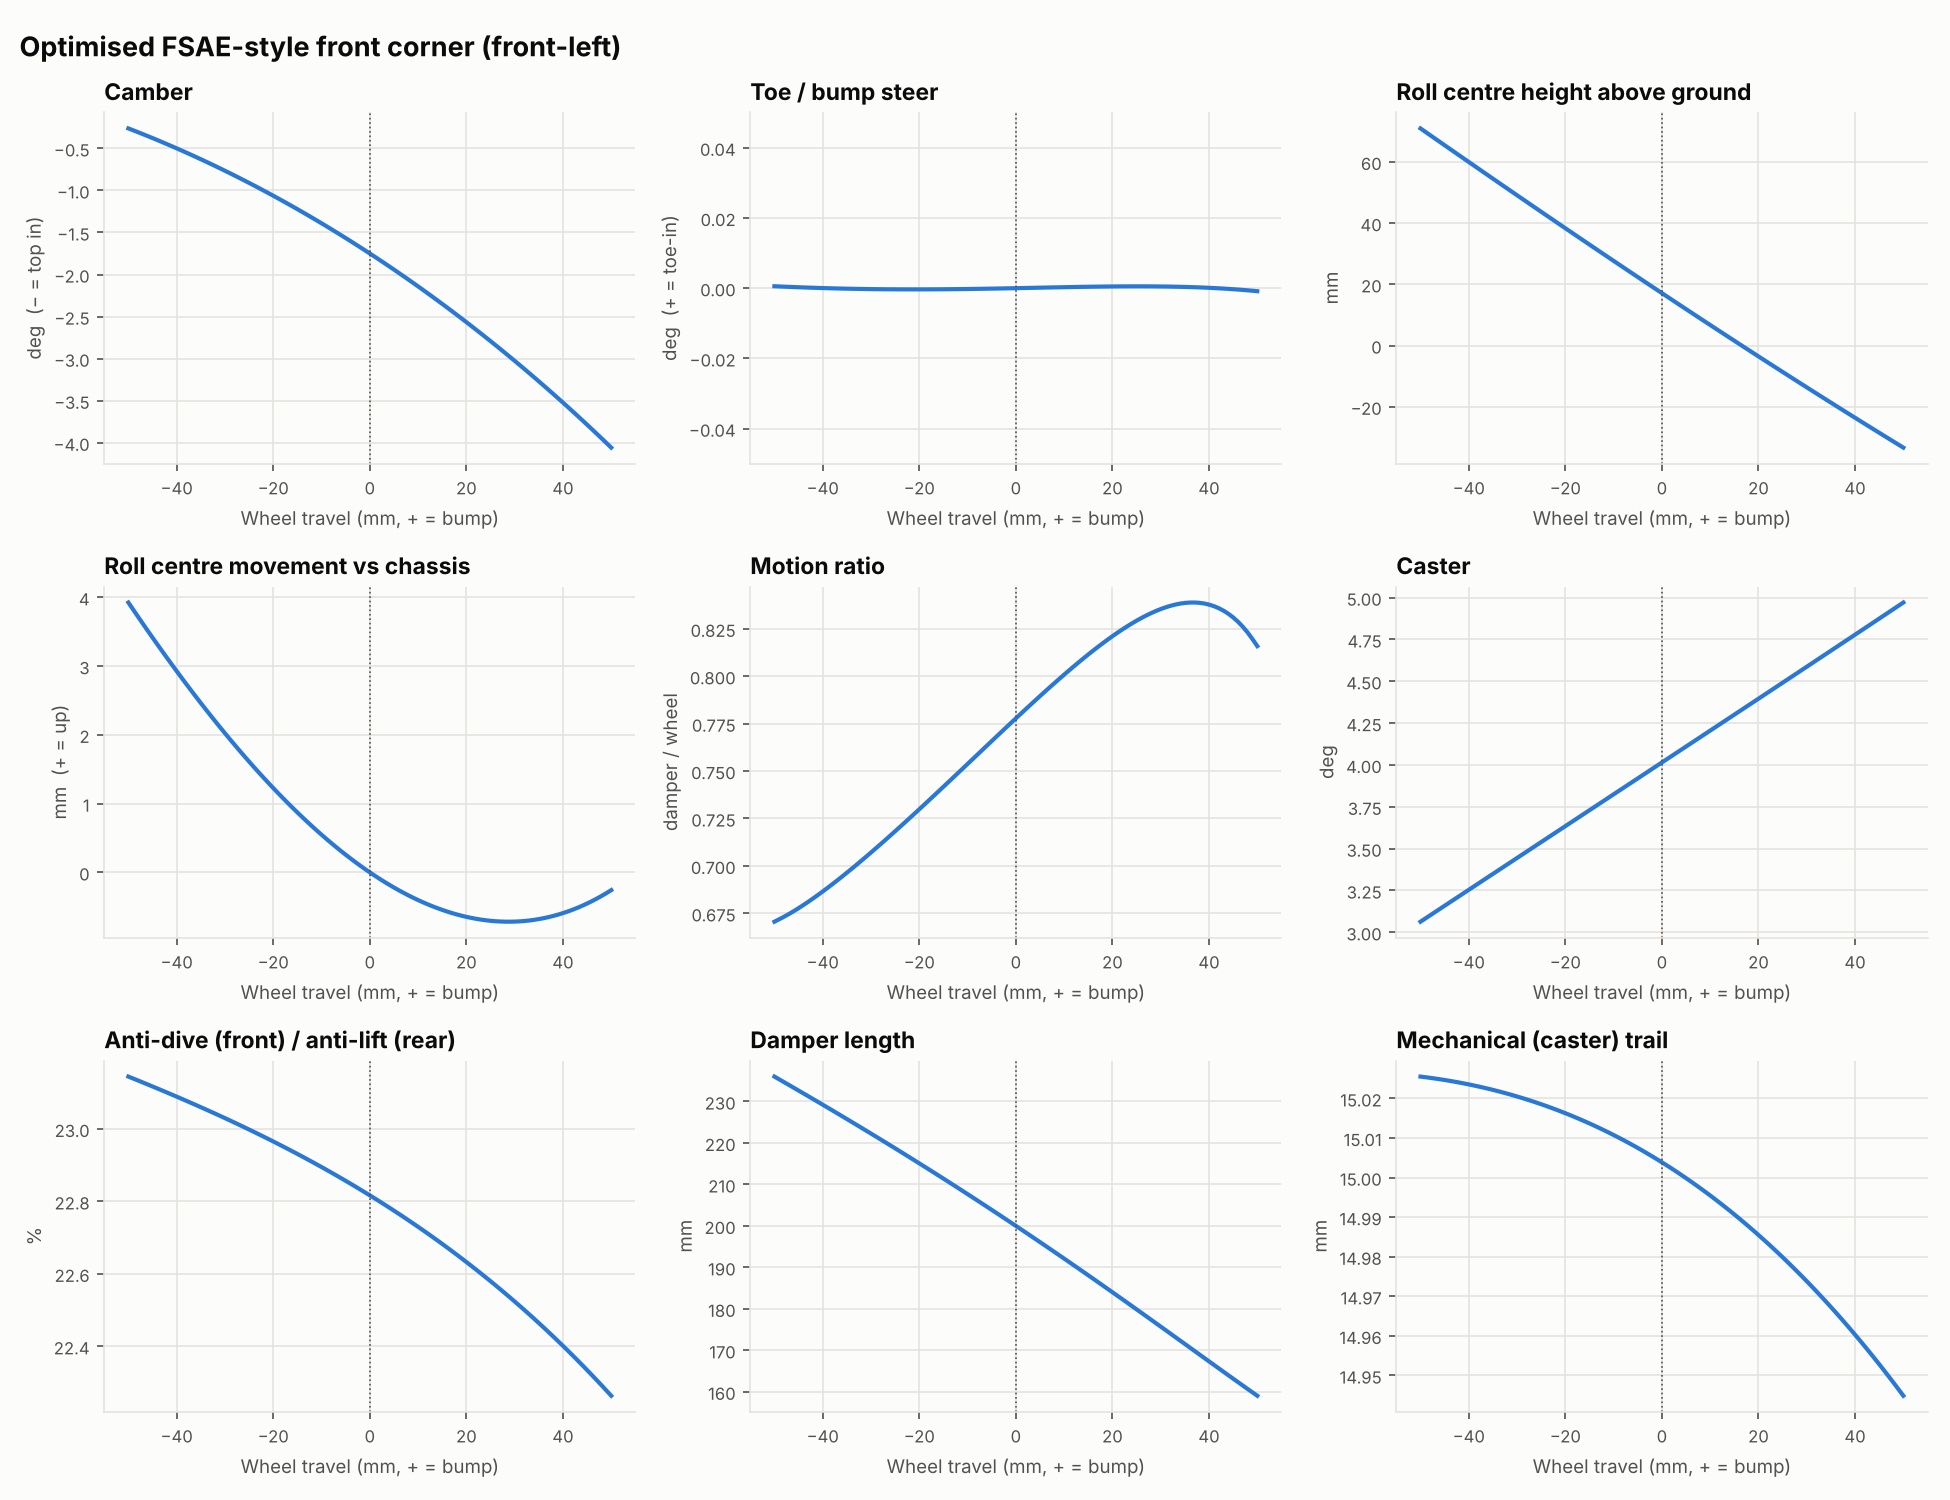 Optimised FSAE-style front corner (front-left)
Camber
deg (− = top in)
−0.5
−1.0
−1.5
−2.0
−2.5
−3.0
−3.5
−4.0
−40 −20 0 20 40
Wheel travel (mm, + = bump)
Toe / bump steer
deg (+ = toe-in)
0.04
0.02
0.00
−0.02
−0.04
−40 −20 0 20 40
Wheel travel (mm, + = bump)
Roll centre height above ground
mm
60
40
20
0
−20
−40 −20 0 20 40
Wheel travel (mm, + = bump)
Roll centre movement vs chassis
mm (+ = up)
4
3
2
1
0
−40 −20 0 20 40
Wheel travel (mm, + = bump)
Motion ratio
damper / wheel
0.825
0.800
0.775
0.750
0.725
0.700
0.675
−40 −20 0 20 40
Wheel travel (mm, + = bump)
Caster
deg
5.00
4.75
4.50
4.25
4.00
3.75
3.50
3.25
3.00
−40 −20 0 20 40
Wheel travel (mm, + = bump)
Anti-dive (front) / anti-lift (rear)
%
23.0
22.8
22.6
22.4
−40 −20 0 20 40
Wheel travel (mm, + = bump)
Damper length
mm
230
220
210
200
190
180
170
160
−40 −20 0 20 40
Wheel travel (mm, + = bump)
Mechanical (caster) trail
mm
15.02
15.01
15.00
14.99
14.98
14.97
14.96
14.95
−40 −20 0 20 40
Wheel travel (mm, + = bump)